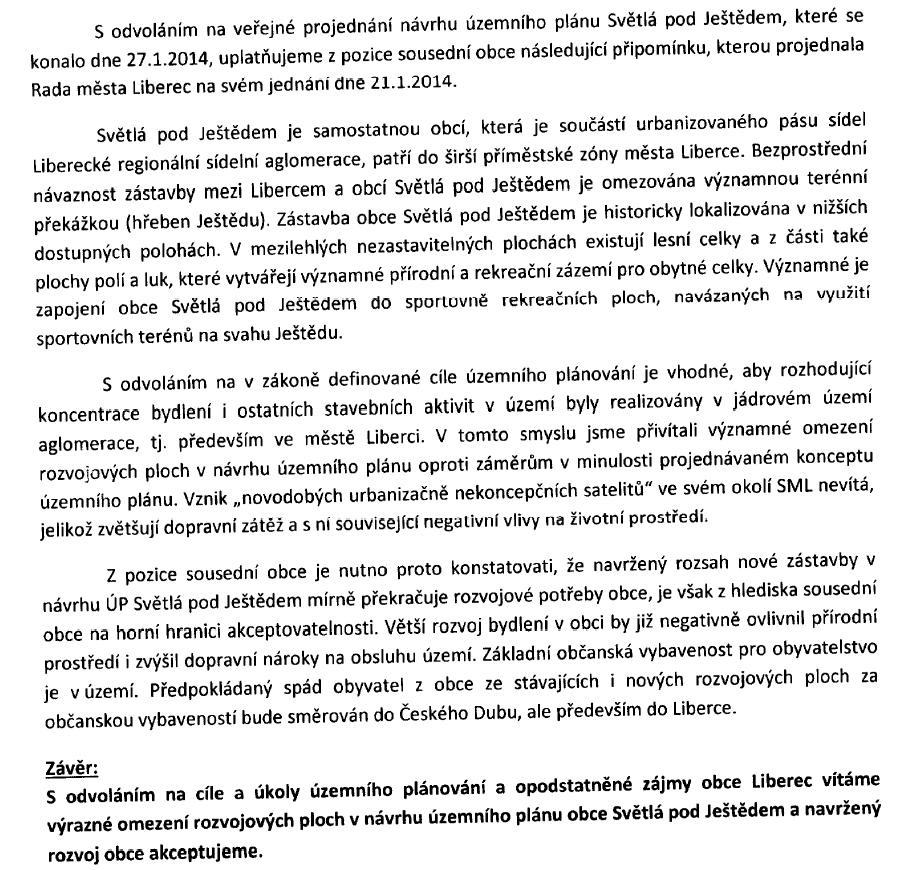 S odvoláním na veřejné projednání návrhu územního plánu Světlá pod Ještědem, které se
konalo dne 27.1.2014, uplatňujeme z pozice sousední obce následující připomínku, kterou projednala
Rada města Liberec na svém jednání dne 21.1.2014.
Světlá pod Ještědem je samostatnou obcí, která je součástí urbanizovaného pásu sídel
Liberecké regionální sídelní aglomerace, patří do širší příměstské zóny města Liberce. Bezprostřední
návaznost zástavby mezi Libercem a obcí Světlá pod Ještědem je omezována významnou terénní
překážkou (hřeben Ještědu). Zástavba obce Světlá pod Ještědem je historicky lokalizována v nižších
dostupných polohách. V mezilehlých nezastavitelných plochách existují lesní celky a z části také
plochy polí a luk, které vytvářejí významné přírodní a rekreační zázemí pro obytné celky. Významné je
zapojení obce Světlá pod Ještědem do sportovně rekreačních ploch, navázaných na využití
sportovních terénů na svahu Ještědu.
S odvoláním na v zákoně definované cíle územního plánování je vhodné, aby rozhodující
koncentrace bydlení i ostatních stavebních aktivit v území byly realizovány v jádrovém území
aglomerace, tj. především ve městě Liberci. V tomto smyslu jsme přivítali významné omezení
rozvojových ploch v návrhu územního plánu oproti záměrům v minulosti projednávaném konceptu
územního plánu. Vznik „novodobých urbanizačně nekoncepčních satelitů“ ve svém okolí SML nevítá,
jelikož zvětšují dopravní zátěž a s ní související negativní vlivy na životní prostředí.
Z pozice sousední obce je nutno proto konstatovati, že navržený rozsah nové zástavby v
návrhu ÚP Světlá pod Ještědem mírně překračuje rozvojové potřeby obce, je však z hlediska sousední
obce na horní hranici akceptovatelnosti. Větší rozvoj bydlení v obci by již negativně ovlivnil přírodní
prostředí i zvýšil dopravní nároky na obsluhu území. Základní občanská vybavenost pro obyvatelstvo
je v území. Předpokládaný spád obyvatel z obce ze stávajících i nových rozvojových ploch za
občanskou vybaveností bude směrován do Českého Dubu, ale především do Liberce.
Závěr:
S odvoláním na cíle a úkoly územního plánování a opodstatněné zájmy obce Liberec vítáme
výrazné omezení rozvojových ploch v návrhu územního plánu obce Světlá pod Ještědem a navržený
rozvoj obce akceptujeme.